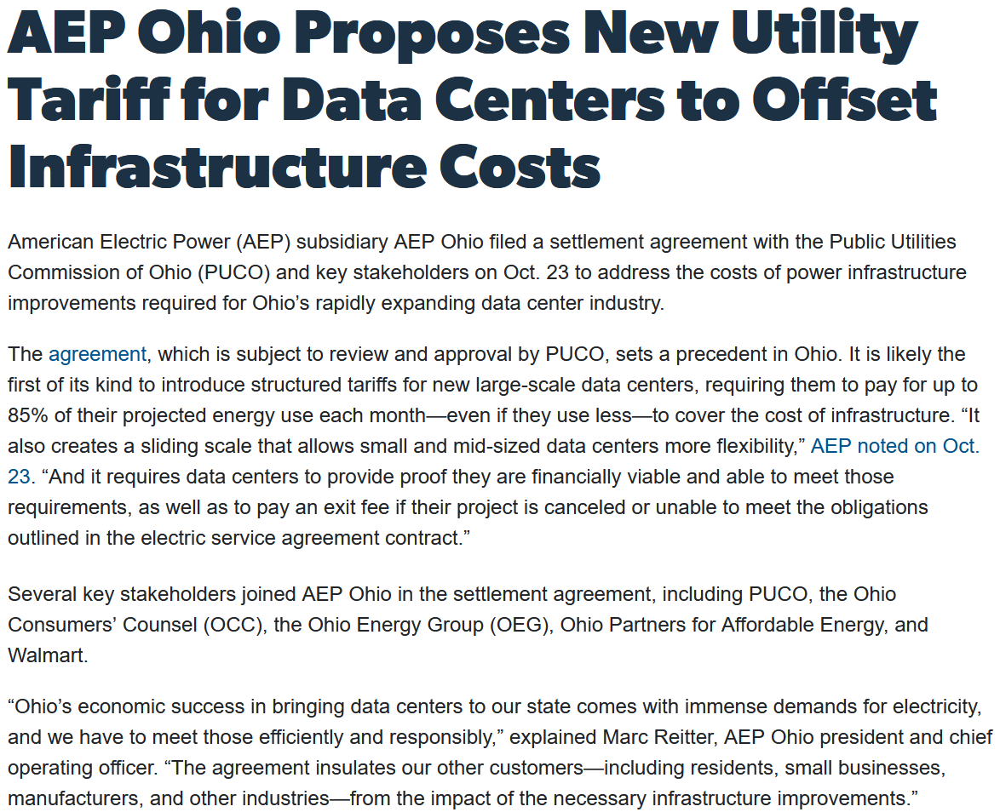 AEP Ohio Proposes New Utility
Tariff for Data Centers to Offset
Infrastructure Costs
American Electric Power (AEP) subsidiary AEP Ohio filed a settlement agreement with the Public Utilities
Commission of Ohio (PUCO) and key stakeholders on Oct. 23 to address the costs of power infrastructure
improvements required for Ohio’s rapidly expanding data center industry.
The agreement, which is subject to review and approval by PUCO, sets a precedent in Ohio. It is likely the
first of its kind to introduce structured tariffs for new large-scale data centers, requiring them to pay for up to
85% of their projected energy use each month—even if they use less—to cover the cost of infrastructure. “It
also creates a sliding scale that allows small and mid-sized data centers more flexibility,” AEP noted on Oct.
23. “And it requires data centers to provide proof they are financially viable and able to meet those
requirements, as well as to pay an exit fee if their project is canceled or unable to meet the obligations
outlined in the electric service agreement contract.”
Several key stakeholders joined AEP Ohio in the settlement agreement, including PUCO, the Ohio
Consumers’ Counsel (OCC), the Ohio Energy Group (OEG), Ohio Partners for Affordable Energy, and
Walmart.
“Ohio’s economic success in bringing data centers to our state comes with immense demands for electricity,
and we have to meet those efficiently and responsibly,” explained Marc Reitter, AEP Ohio president and chief
operating officer. “The agreement insulates our other customers—including residents, small businesses,
manufacturers, and other industries—from the impact of the necessary infrastructure improvements.”